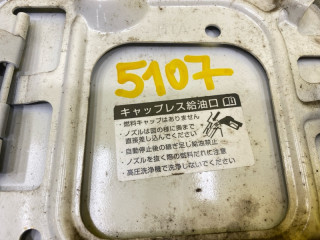 5107
キャップレス給油口
・燃料キャップはありません
・ノズルは図の様に奥まで
直接差し込んでください
・自動停止後の継ぎ足し給油禁止
・ノズルを抜く際の燃料だれに注意
・高圧洗浄機で洗浄しないでください